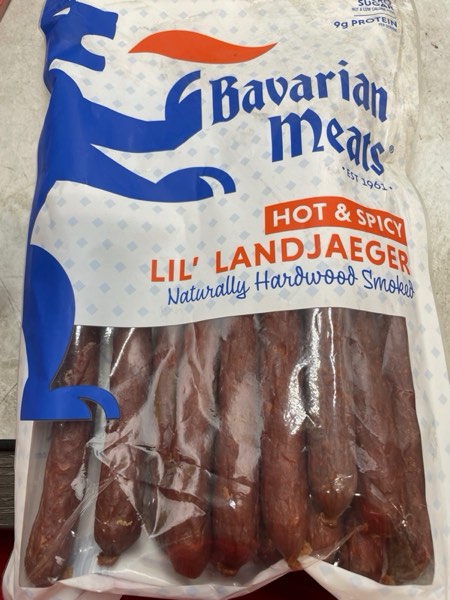 9g PROTEIN
Bavarian
Meats
EST 1961
HOT & SPICY
LIL' LANDJAEGER
Naturally Hardwood Smoked